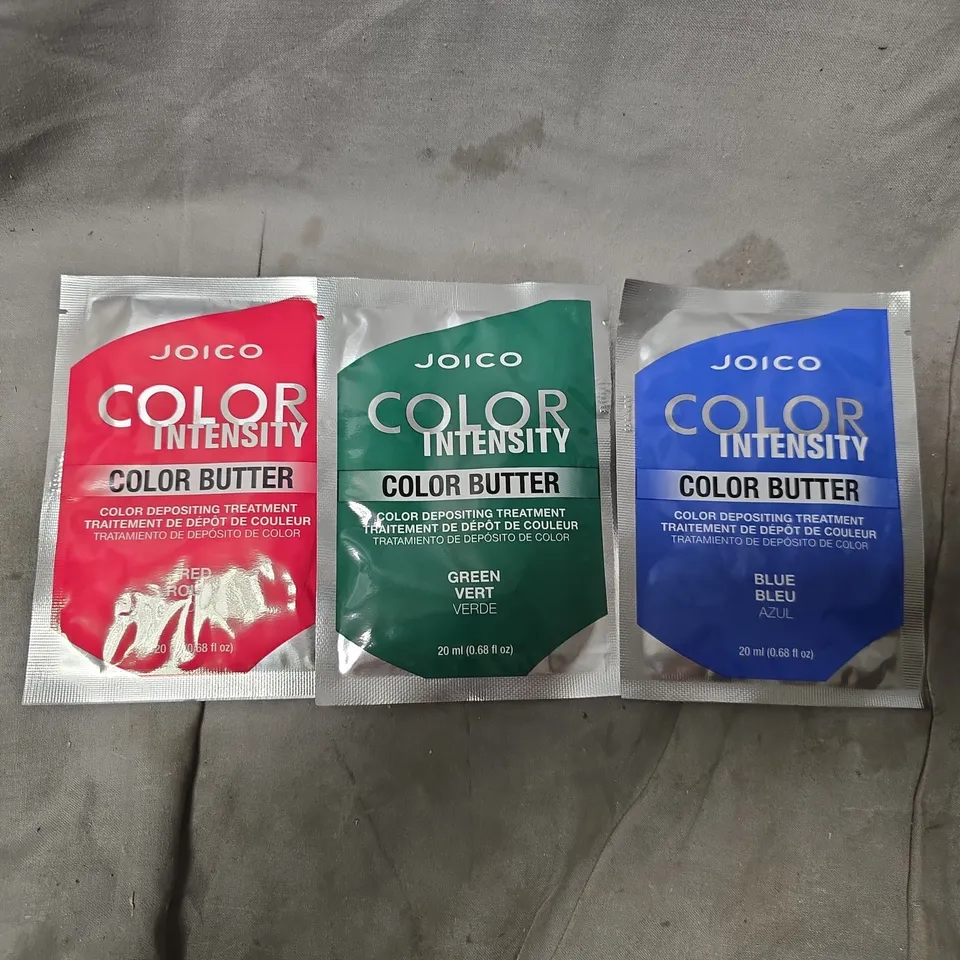 JOICO
COLOR
INTENSITY
COLOR BUTTER
COLOR DEPOSITING TREATMENT
TRAITEMENT DE DÉPÔT DE COULEUR
TRATAMIENTO DE DEPÓSITO DE COLOR
RED
JOICO
COLOR
INTENSITY
COLOR BUTTER
COLOR DEPOSITING TREATMENT
TRAITEMENT DE DÉPÔT DE COULEUR
TRATAMIENTO DE DEPÓSITO DE COLOR
GREEN
VERT
VERDE
20 ml (0.68 fl oz)
JOICO
COLOR
INTENSITY
COLOR BUTTER
COLOR DEPOSITING TREATMENT
TRAITEMENT DE DÉPÔT DE COULEUR
TRATAMIENTO DE DEPÓSITO DE COLOR
BLUE
BLEU
AZUL
20 ml (0.68 fl oz)